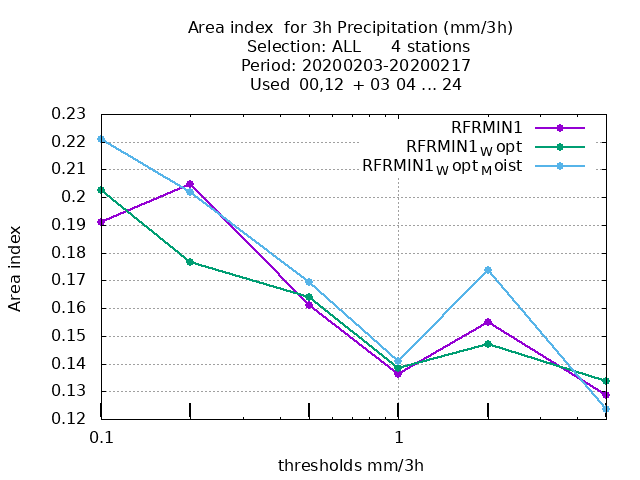 Area index  for 3h Precipitation (mm/3h)
Selection: ALL      4 stations
Period: 20200203-20200217
Used  00,12  + 03 04 ... 24
0.23
0.22
0.21
0.2
0.19
0.18
0.17
0.16
0.15
0.14
0.13
0.12
RFRMIN1
RFRMIN1_Wopt
RFRMIN1_Wopt_Moist
Area index
0.1
1
thresholds mm/3h